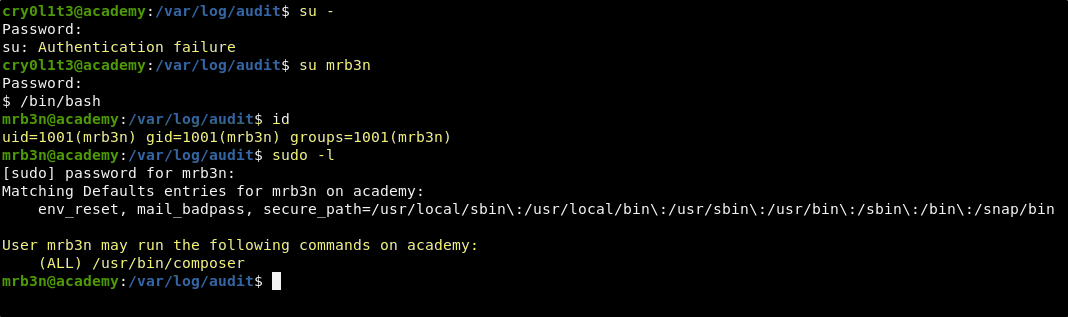 cry0l1t3@academy:/var/log/audit$ su -
Password:
su: Authentication failure
cry0l1t3@academy:/var/log/audit$ su mrb3n
Password:
$ /bin/bash
mrb3n@academy:/var/log/audit$ id
uid=1001(mrb3n) gid=1001(mrb3n) groups=1001(mrb3n)
mrb3n@academy:/var/log/audit$ sudo -l
[sudo] password for mrb3n:
Matching Defaults entries for mrb3n on academy:
    env_reset, mail_badpass, secure_path=/usr/local/sbin\:/usr/local/bin\:/usr/sbin\:/usr/bin\:/sbin\:/bin\:/snap/bin
User mrb3n may run the following commands on academy:
    (ALL) /usr/bin/composer
mrb3n@academy:/var/log/audit$